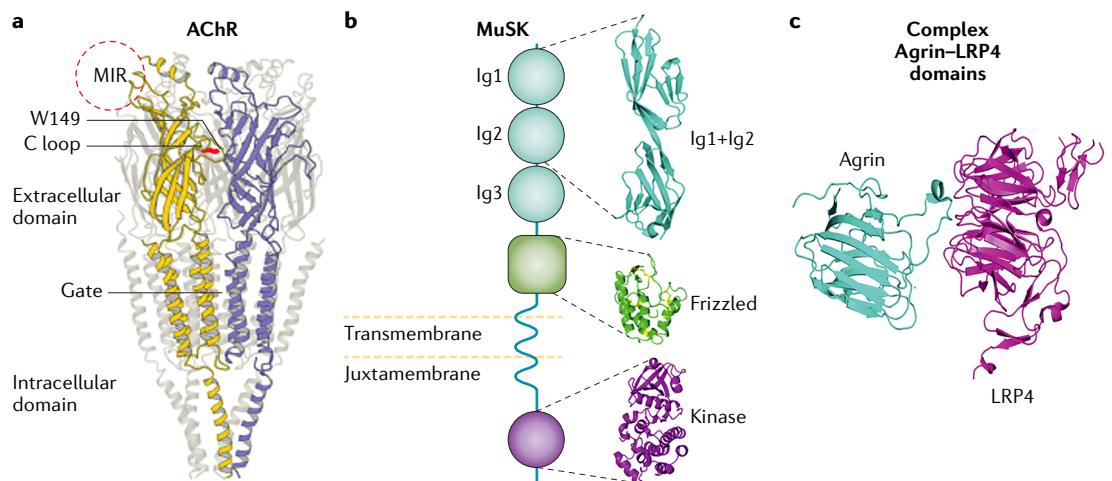 a
AChR
MIR
W149
C loop
Extracellular
domain
Gate
Intracellular
domain
b
MuSK
Ig1
Ig2
Ig3
Ig1+Ig2
Frizzled
Transmembrane
Juxtamembrane
Kinase
c
Complex
Agrin–LRP4
domains
Agrin
LRP4